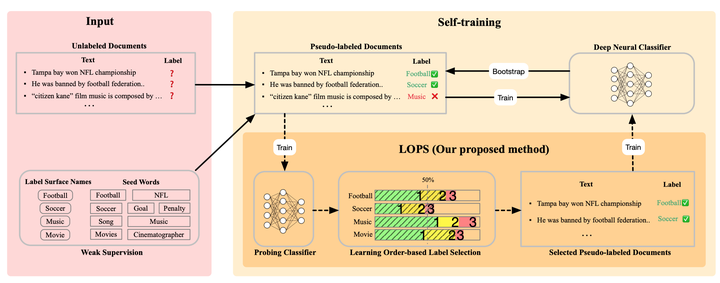 Input
Unlabeled Documents
Text Label
• Tampa bay won NFL championship ?
• He was banned by football federation.. ?
• “citizen kane” film music is composed by … ?
...
Label Surface Names Seed Words
Football Football NFL
Soccer Soccer Goal Penalty
Music Song Music
Movie Movies Cinematographer
Weak Supervision
Self-training
Pseudo-labeled Documents
Text Label
• Tampa bay won NFL championship Football
• He was banned by football federation.. Soccer
• “citizen kane” film music is composed by … Music
...
Bootstrap
Train
Deep Neural Classifier
Train
Train
LOPS (Our proposed method)
Probing Classifier
50%
Football 1 2 3
Soccer 1 2 3
Music 1 2 3
Movie 1 2 3
Learning Order-based Label Selection
Text Label
• Tampa bay won NFL championship Football
• He was banned by football federation.. Soccer
...
Selected Pseudo-labeled Documents